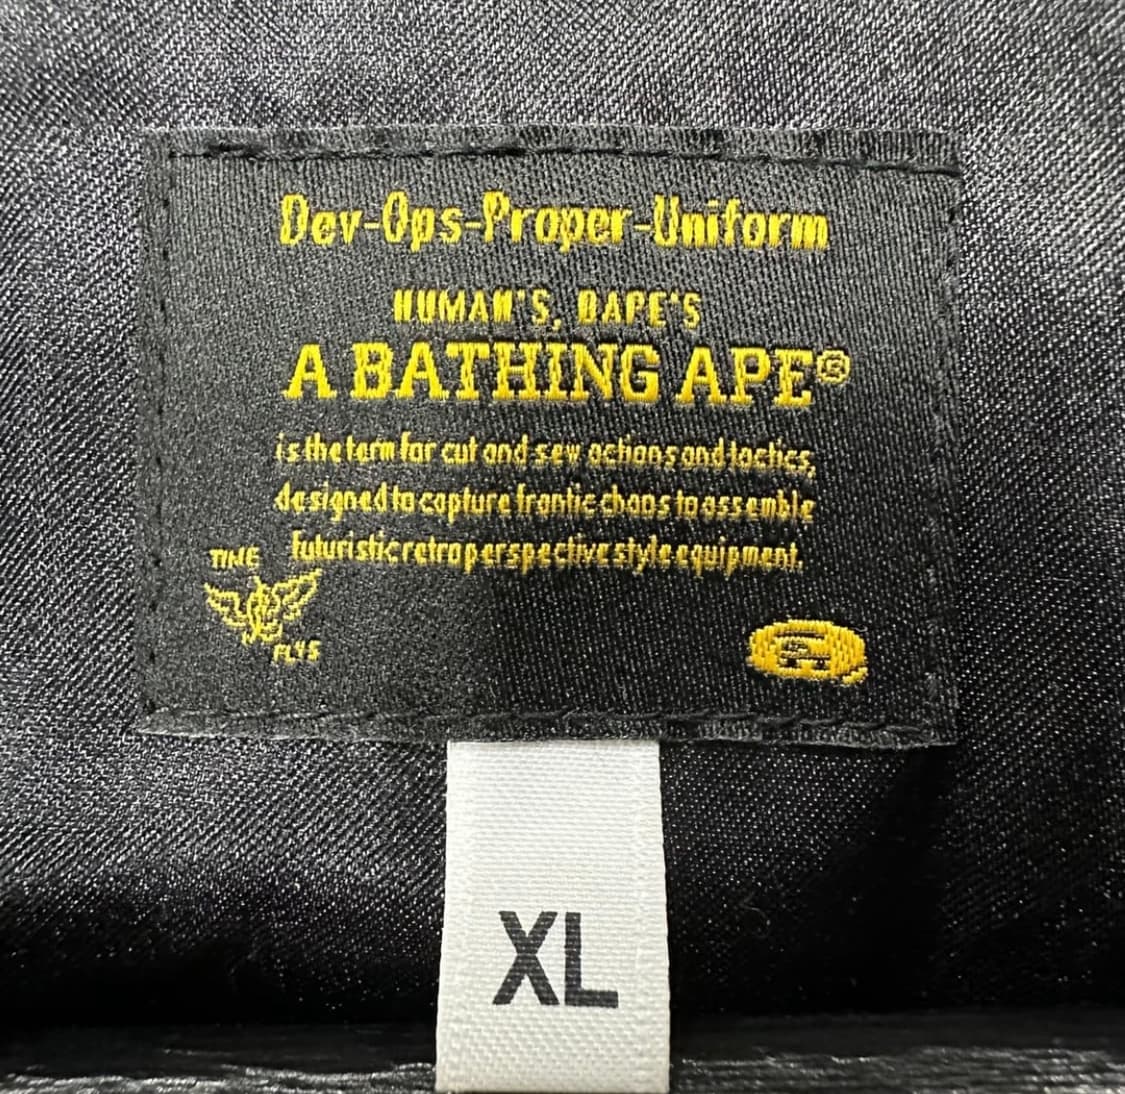 Dev-Ops-Proper-Uniform
HUMAN'S, BAPE'S
A BATHING APE®
is the term for cut and sew actions and tactics,
designed to capture frantic chaos to assemble
futuristic retro perspective style equipment.
TIME
FLYS
XL